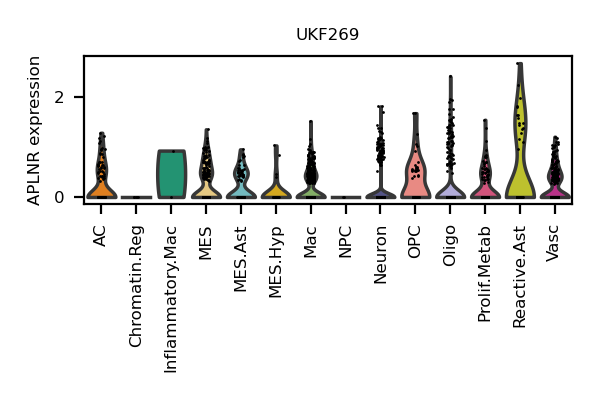 UKF269
APLNR expression
2
0
AC
Chromatin.Reg
Inflammatory.Mac
MES
MES.Ast
MES.Hyp
Mac
NPC
Neuron
OPC
Oligo
Prolif.Metab
Reactive.Ast
Vasc